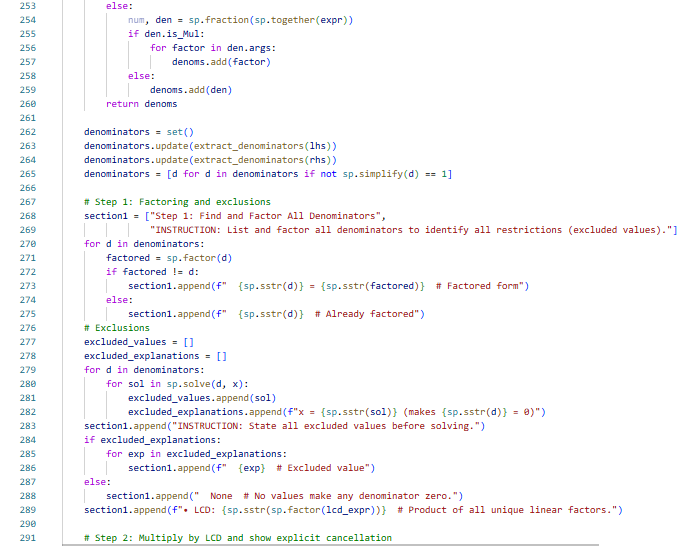 253 else:
254 num, den = sp.fraction(sp.together(expr))
255 if den.is_Mul:
256 for factor in den.args:
257 denoms.add(factor)
258 else:
259 denoms.add(den)
260 return denoms
261
262 denominators = set()
263 denominators.update(extract_denominators(lhs))
264 denominators.update(extract_denominators(rhs))
265 denominators = [d for d in denominators if not sp.simplify(d) == 1]
266
267 # Step 1: Factoring and exclusions
268 section1 = ["Step 1: Find and Factor All Denominators",
269 "INSTRUCTION: List and factor all denominators to identify all restrictions (excluded values)."]
270 for d in denominators:
271 factored = sp.factor(d)
272 if factored != d:
273 section1.append(f"  {sp.sstr(d)} = {sp.sstr(factored)}  # Factored form")
274 else:
275 section1.append(f"  {sp.sstr(d)}  # Already factored")
276 # Exclusions
277 excluded_values = []
278 excluded_explanations = []
279 for d in denominators:
280 for sol in sp.solve(d, x):
281 excluded_values.append(sol)
282 excluded_explanations.append(f"x = {sp.sstr(sol)} (makes {sp.sstr(d)} = 0)")
283 section1.append("INSTRUCTION: State all excluded values before solving.")
284 if excluded_explanations:
285 for exp in excluded_explanations:
286 section1.append(f"  {exp}  # Excluded value")
287 else:
288 section1.append("  None  # No values make any denominator zero.")
289 section1.append(f"• LCD: {sp.sstr(sp.factor(lcd_expr))}  # Product of all unique linear factors.")
290
291 # Step 2: Multiply by LCD and show explicit cancellation